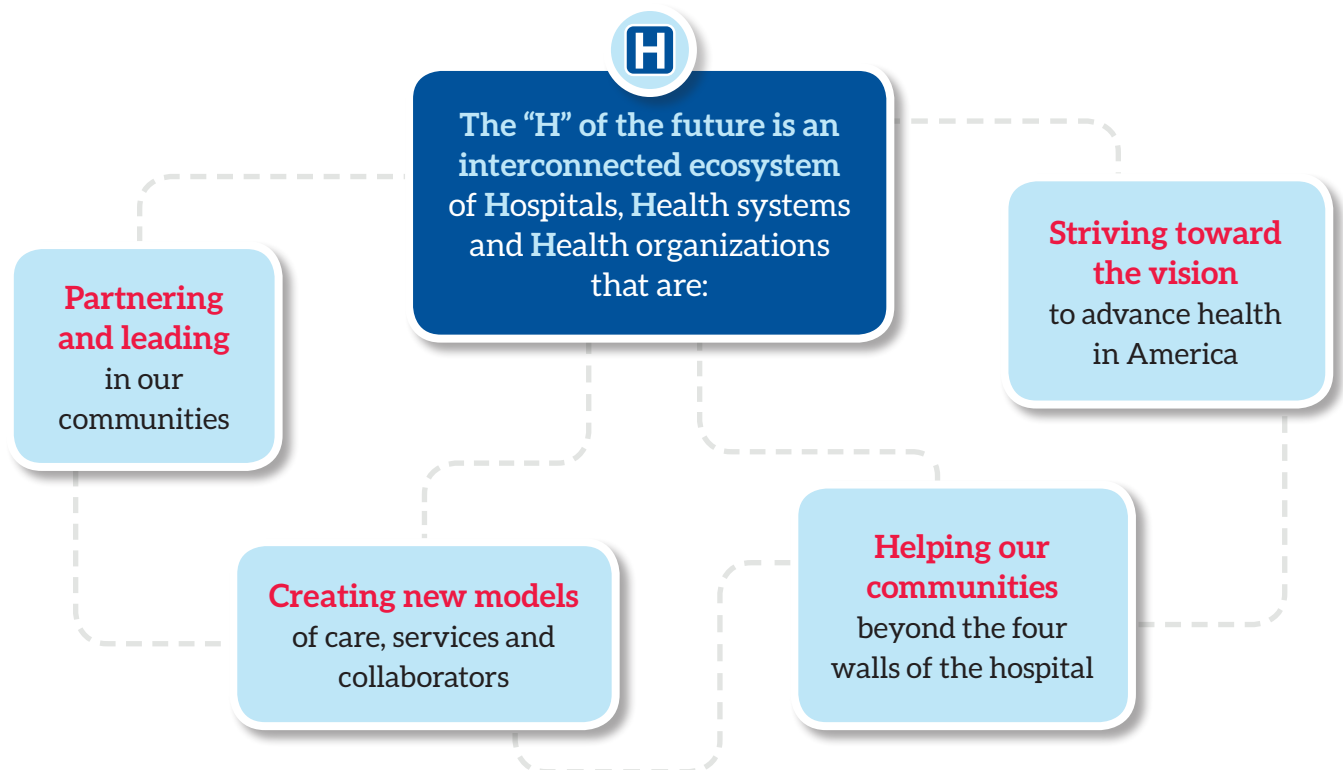 H
The “H” of the future is an
interconnected ecosystem
of Hospitals, Health systems
and Health organizations
that are:
Partnering
and leading
in our
communities
Creating new models
of care, services and
collaborators
Helping our
communities
beyond the four
walls of the hospital
Striving toward
the vision
to advance health
in America